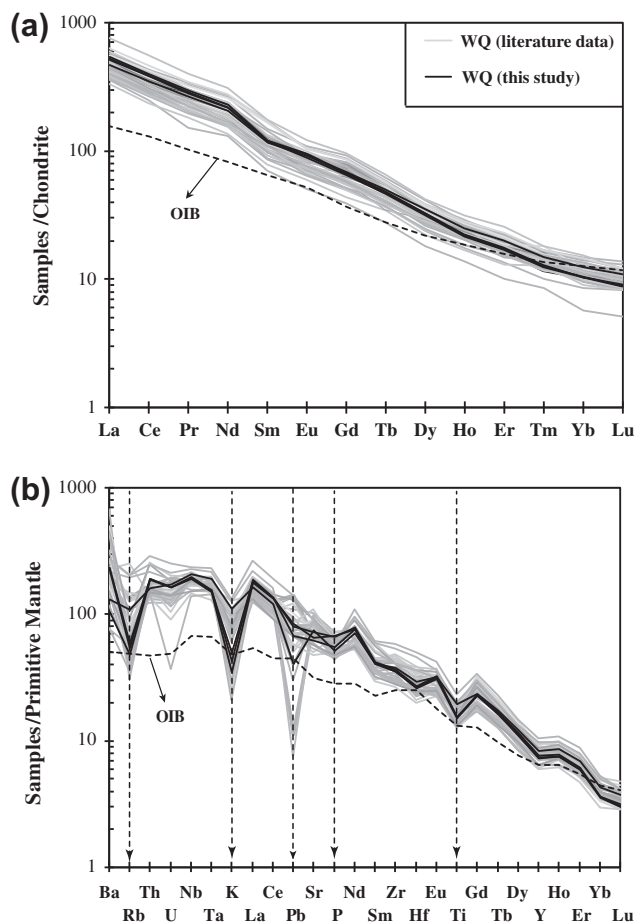 (a)
1000
100
10
1
Samples /Chondrite
WQ (literature data)
WQ (this study)
OIB
La Ce Pr Nd Sm Eu Gd Tb Dy Ho Er Tm Yb Lu
(b)
1000
100
10
1
Samples/Primitive Mantle
OIB
Ba Th Nb K Ce Sr Nd Zr Eu Gd Dy Ho Yb
Rb U Ta La Pb P Sm Hf Ti Tb Y Er Lu